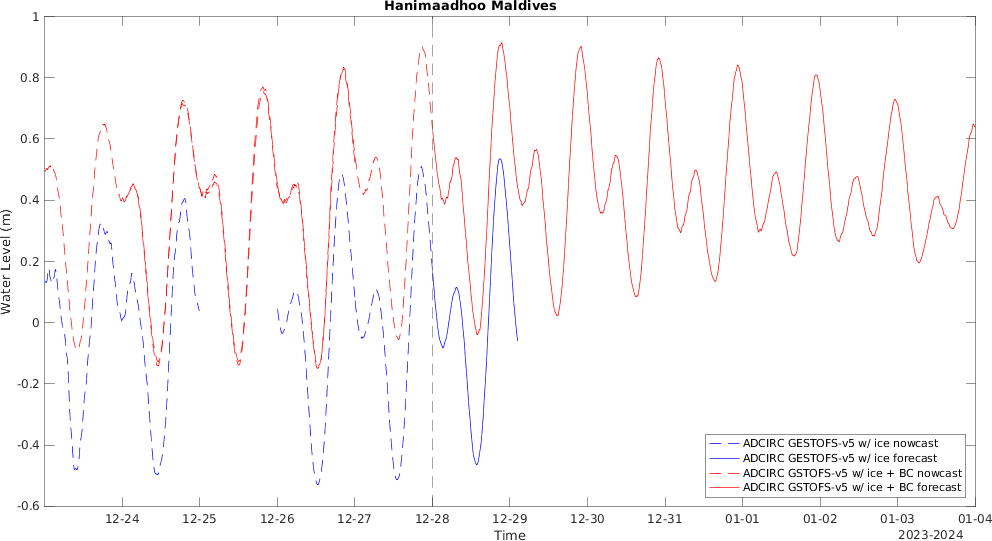 Hanimaadhoo Maldives
1
0.8
0.6
0.4
0.2
0
-0.2
-0.4
-0.6
Water Level (m)
ADCIRC GESTOFS-v5 w/ ice nowcast
ADCIRC GESTOFS-v5 w/ ice forecast
ADCIRC GSTOFS-v5 w/ ice + BC nowcast
ADCIRC GSTOFS-v5 w/ ice + BC forecast
12-24 12-25 12-26 12-27 12-28 12-29 12-30 12-31 01-01 01-02 01-03 01-04
Time
2023-2024